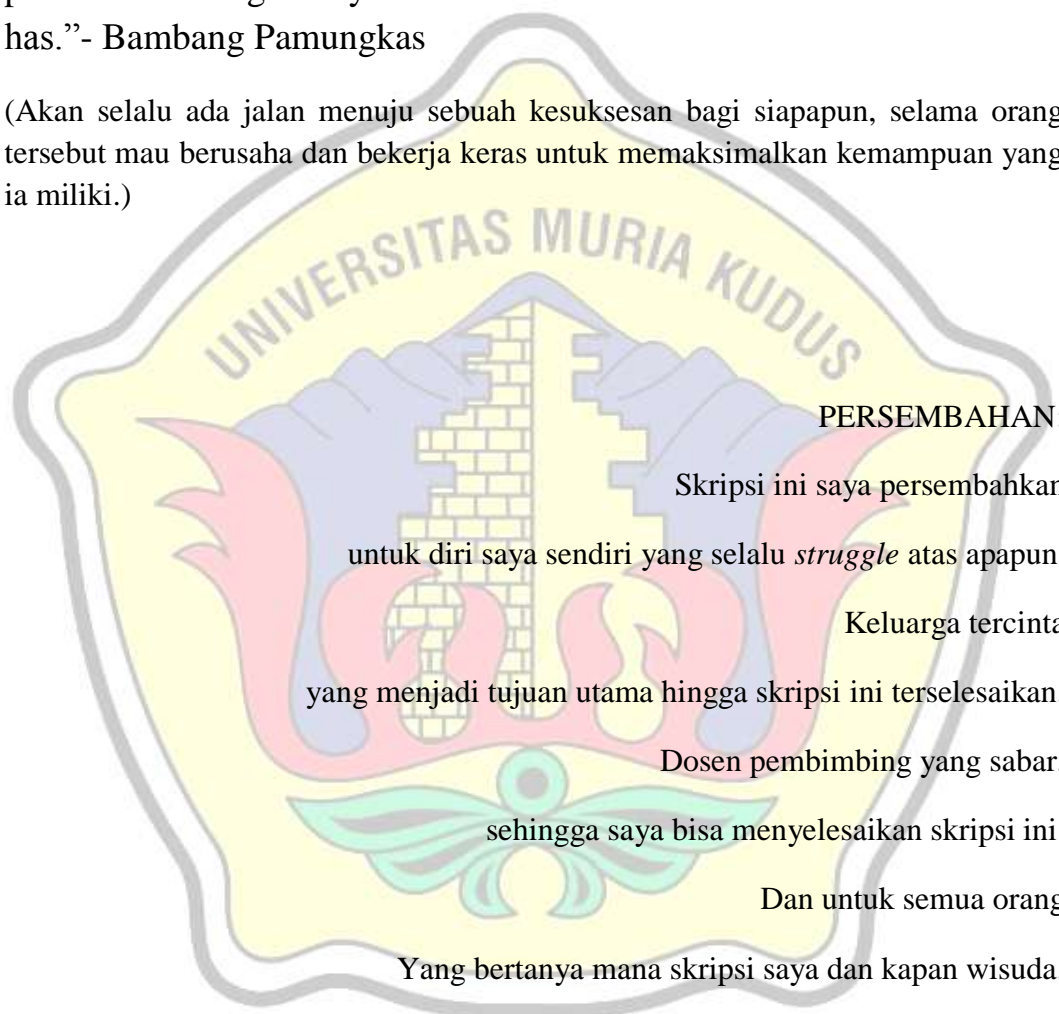 has.”- Bambang Pamungkas
(Akan selalu ada jalan menuju sebuah kesuksesan bagi siapapun, selama orang
tersebut mau berusaha dan bekerja keras untuk memaksimalkan kemampuan yang
ia miliki.)
UNIVERSITAS MURIA KUDUS
PERSEMBAHAN:
Skripsi ini saya persembahkan
untuk diri saya sendiri yang selalu struggle atas apapun
Keluarga tercinta
yang menjadi tujuan utama hingga skripsi ini terselesaikan
Dosen pembimbing yang sabar
sehingga saya bisa menyelesaikan skripsi ini
Dan untuk semua orang
Yang bertanya mana skripsi saya dan kapan wisuda.